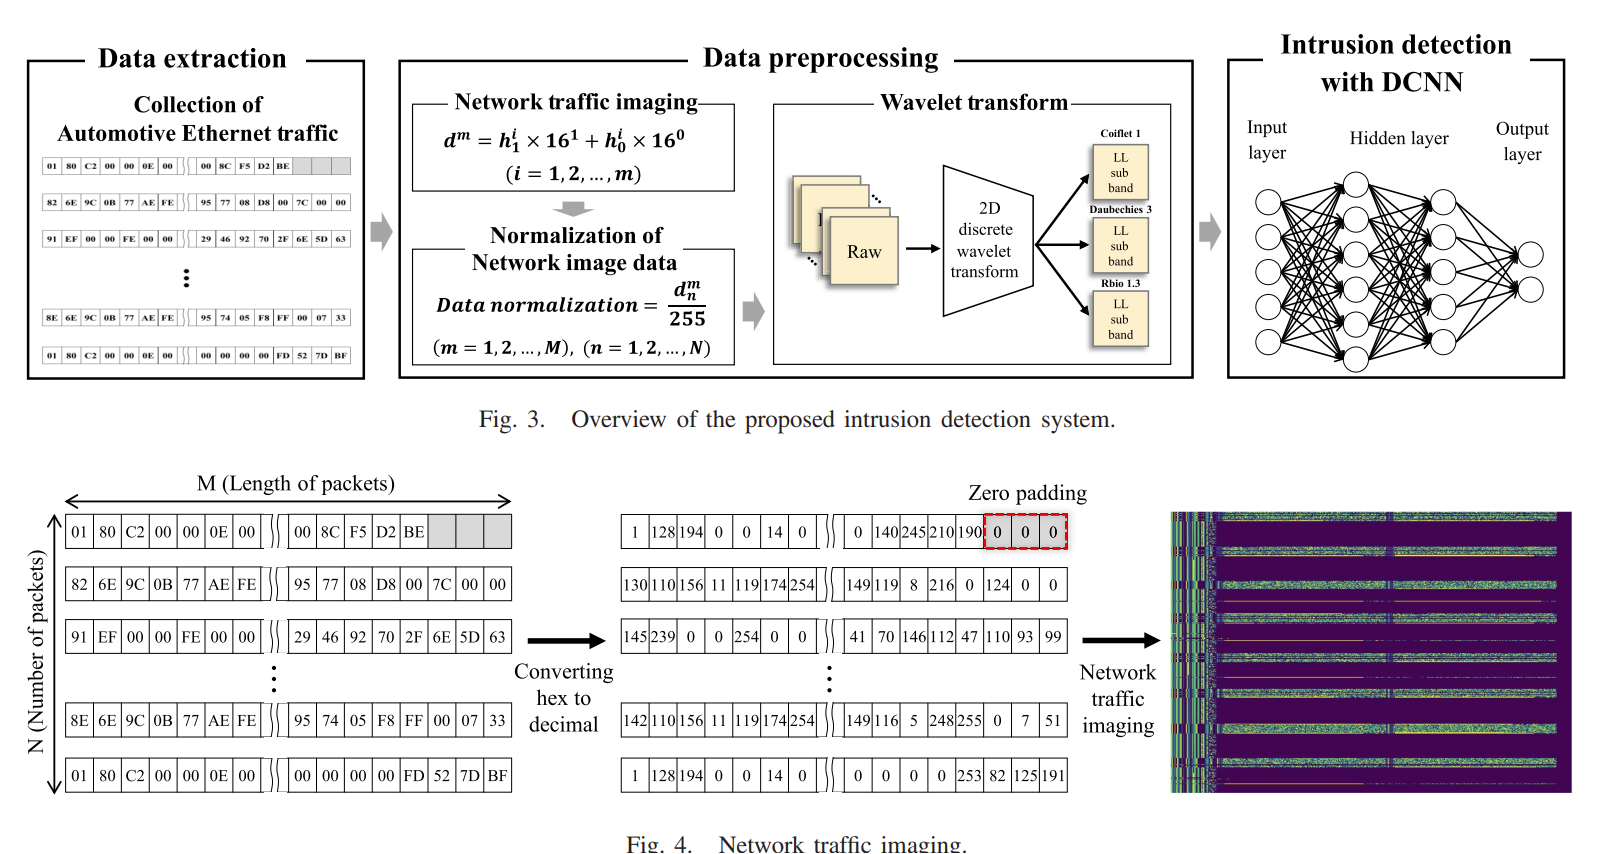 Data extraction
Collection of
Automotive Ethernet traffic
01 80 C2 00 00 0E 00 00 8C F5 D2 BE
82 6E 9C 0B 77 AE FE 95 77 08 D8 00 7C 00 00
91 EF 00 00 FE 00 00 29 46 92 70 2F 6E 5D 63
8E 6E 9C 0B 77 AE FE 95 74 05 F8 FF 00 07 33
01 80 C2 00 00 0E 00 00 00 00 00 FD 52 7D BF
Data preprocessing
Network traffic imaging
d^m = h_1^i × 16^1 + h_0^i × 16^0
(i = 1, 2, ..., m)
Normalization of
Network image data
Data normalization = d_n^m / 255
(m = 1, 2, ..., M), (n = 1, 2, ..., N)
Wavelet transform
Raw
2D
discrete
wavelet
transform
Coiflet 1
LL
sub
band
Daubechies 3
LL
sub
band
Rbio 1.3
LL
sub
band
Intrusion detection
with DCNN
Input
layer
Hidden layer
Output
layer
Fig. 3. Overview of the proposed intrusion detection system.
M (Length of packets)
N (Number of packets)
01 80 C2 00 00 0E 00 00 8C F5 D2 BE
82 6E 9C 0B 77 AE FE 95 77 08 D8 00 7C 00 00
91 EF 00 00 FE 00 00 29 46 92 70 2F 6E 5D 63
8E 6E 9C 0B 77 AE FE 95 74 05 F8 FF 00 07 33
01 80 C2 00 00 0E 00 00 00 00 00 FD 52 7D BF
Converting
hex to
decimal
Zero padding
1 128 194 0 0 14 0 0 140 245 210 190 0 0 0
130 110 156 11 119 174 254 149 119 8 216 0 124 0 0
145 239 0 0 254 0 0 41 70 146 112 47 110 93 99
142 110 156 11 119 174 254 149 116 5 248 255 0 7 51
1 128 194 0 0 14 0 0 0 0 0 253 82 125 191
Network
traffic
imaging
Fig. 4. Network traffic imaging.